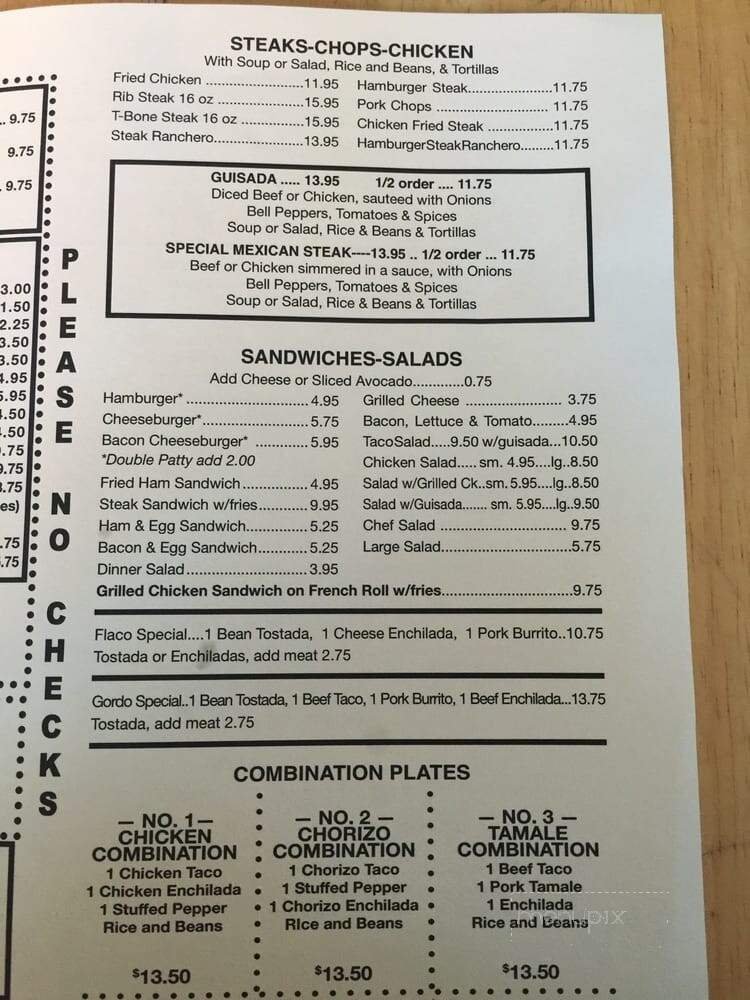 .. 9.75
9.75
. 9.75
3.00
1.50
2.25
3.50
3.50
4.95
5.95
.50
.50
.75
9.75
3.75
es)
.75
.75
PLEASE NO CHECKS
STEAKS-CHOPS-CHICKEN
With Soup or Salad, Rice and Beans, & Tortillas
Fried Chicken ........................11.95
Rib Steak 16 oz .....................15.95
T-Bone Steak 16 oz ................15.95
Steak Ranchero.......................13.95
Hamburger Steak.....................11.75
Pork Chops ........................... 11.75
Chicken Fried Steak ................11.75
HamburgerSteakRanchero........11.75
GUISADA ..... 13.95 1/2 order .... 11.75
Diced Beef or Chicken, sauteed with Onions
Bell Peppers, Tomatoes & Spices
Soup or Salad, Rice & Beans & Tortillas
SPECIAL MEXICAN STEAK----13.95 .. 1/2 order ... 11.75
Beef or Chicken simmered in a sauce, with Onions
Bell Peppers, Tomatoes & Spices
Soup or Salad, Rice & Beans & Tortillas
SANDWICHES-SALADS
Add Cheese or Sliced Avocado.............0.75
Hamburger* .............................. 4.95
Cheeseburger*........................... 5.75
Bacon Cheeseburger* ............. 5.95
*Double Patty add 2.00
Fried Ham Sandwich................. 4.95
Steak Sandwich w/fries............. 9.95
Ham & Egg Sandwich................ 5.25
Bacon & Egg Sandwich............. 5.25
Dinner Salad.............................. 3.95
Grilled Cheese ......................... 3.75
Bacon, Lettuce & Tomato.........4.95
TacoSalad.....9.50 w/guisada...10.50
Chicken Salad..... sm. 4.95....lg..8.50
Salad w/Grilled Ck..sm. 5.95....lg..8.50
Salad w/Guisada....... sm. 5.95....lg..9.50
Chef Salad ............................... 9.75
Large Salad................................5.75
Grilled Chicken Sandwich on French Roll w/fries................................9.75
Flaco Special....1 Bean Tostada, 1 Cheese Enchilada, 1 Pork Burrito..10.75
Tostada or Enchiladas, add meat 2.75
Gordo Special..1 Bean Tostada, 1 Beef Taco, 1 Pork Burrito, 1 Beef Enchilada...13.75
Tostada, add meat 2.75
COMBINATION PLATES
— NO. 1—
CHICKEN
COMBINATION
1 Chicken Taco
1 Chicken Enchilada
1 Stuffed Pepper
RIce and Beans
$13.50
— NO. 2 —
CHORIZO
COMBINATION
1 Chorizo Taco
1 Stuffed Pepper
1 Chorizo Enchilada
RIce and Beans
$13.50
— NO. 3 —
TAMALE
COMBINATION
1 Beef Taco
1 Pork Tamale
1 Enchilada
Rice and Beans
$13.50
menupix